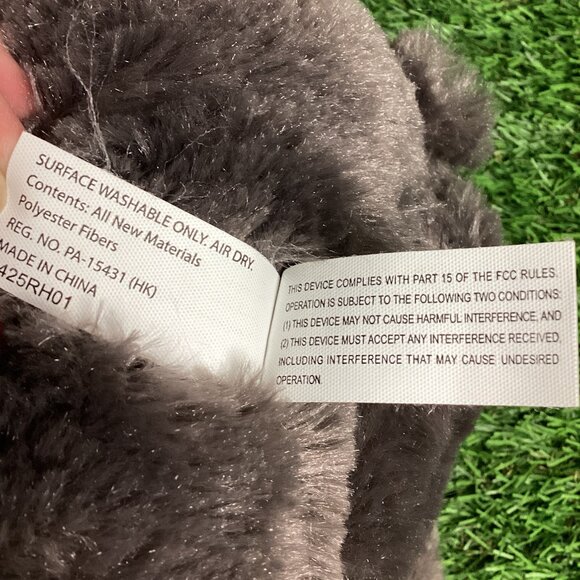 SURFACE WASHABLE ONLY. AIR DRY.
Contents: All New Materials
Polyester Fibers
REG. NO. PA-15431 (HK)
MADE IN CHINA
425RH01
THIS DEVICE COMPLIES WITH PART 15 OF THE FCC RULES.
OPERATION IS SUBJECT TO THE FOLLOWING TWO CONDITIONS:
(1) THIS DEVICE MAY NOT CAUSE HARMFUL INTERFERENCE, AND
(2) THIS DEVICE MUST ACCEPT ANY INTERFERENCE RECEIVED,
INCLUDING INTERFERENCE THAT MAY CAUSE UNDESIRED
OPERATION.